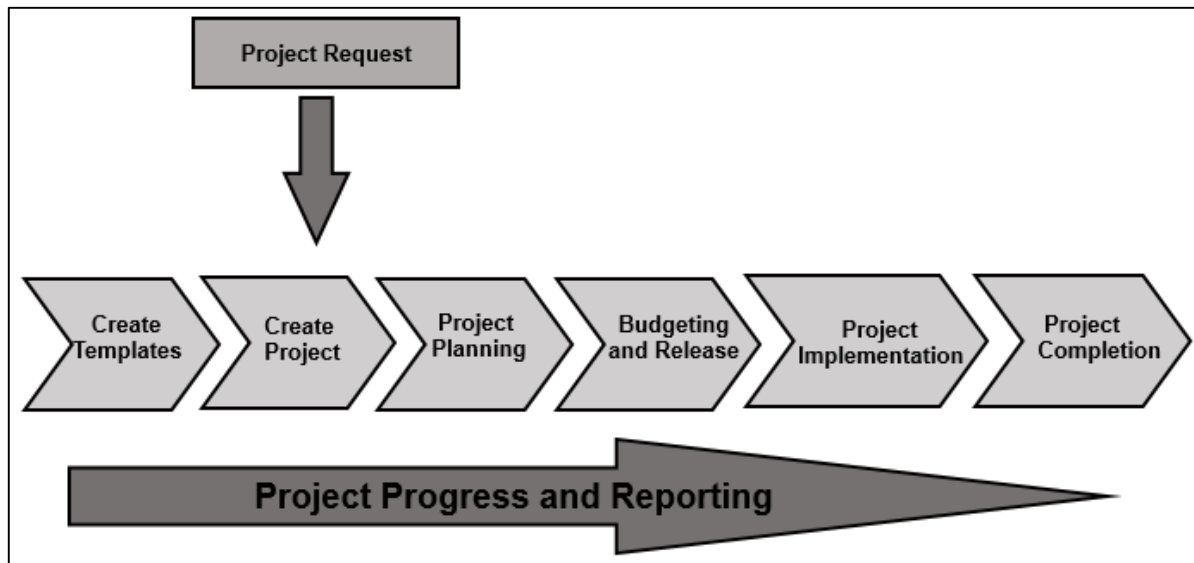 Project Request
Create
Templates
Create
Project
Project
Planning
Budgeting
and Release
Project
Implementation
Project
Completion
Project Progress and Reporting